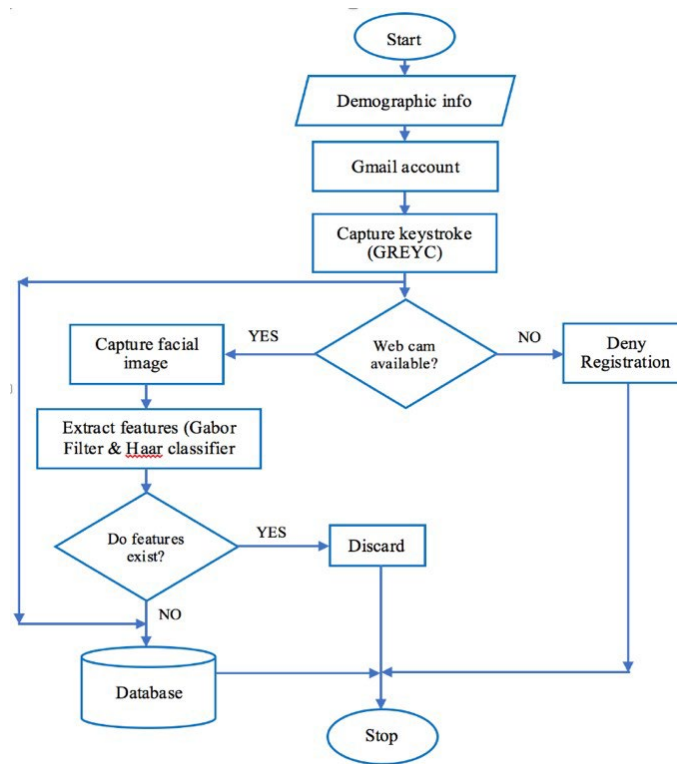 Start
Demographic info
Gmail account
Capture keystroke
(GREYC)
Web cam
available?
YES
NO
Capture facial
image
Deny
Registration
Extract features (Gabor
Filter & Haar classifier
Do features
exist?
YES
Discard
NO
Database
Stop